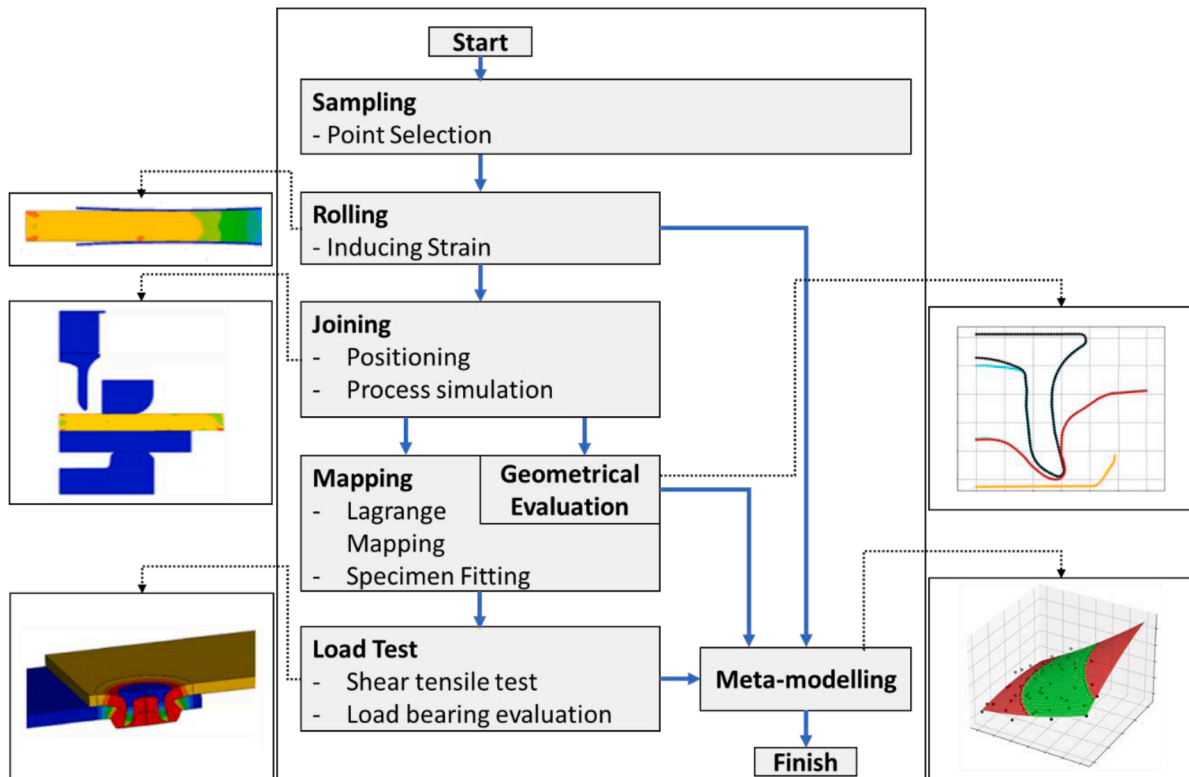 Start
Sampling
- Point Selection
Rolling
- Inducing Strain
Joining
- Positioning
- Process simulation
Mapping
- Lagrange
Mapping
- Specimen Fitting
Geometrical
Evaluation
Load Test
- Shear tensile test
- Load bearing evaluation
Meta-modelling
Finish